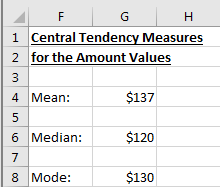 F G H
1 Central Tendency Measures
2 for the Amount Values
3
4 Mean: $137
5
6 Median: $120
7
8 Mode: $130